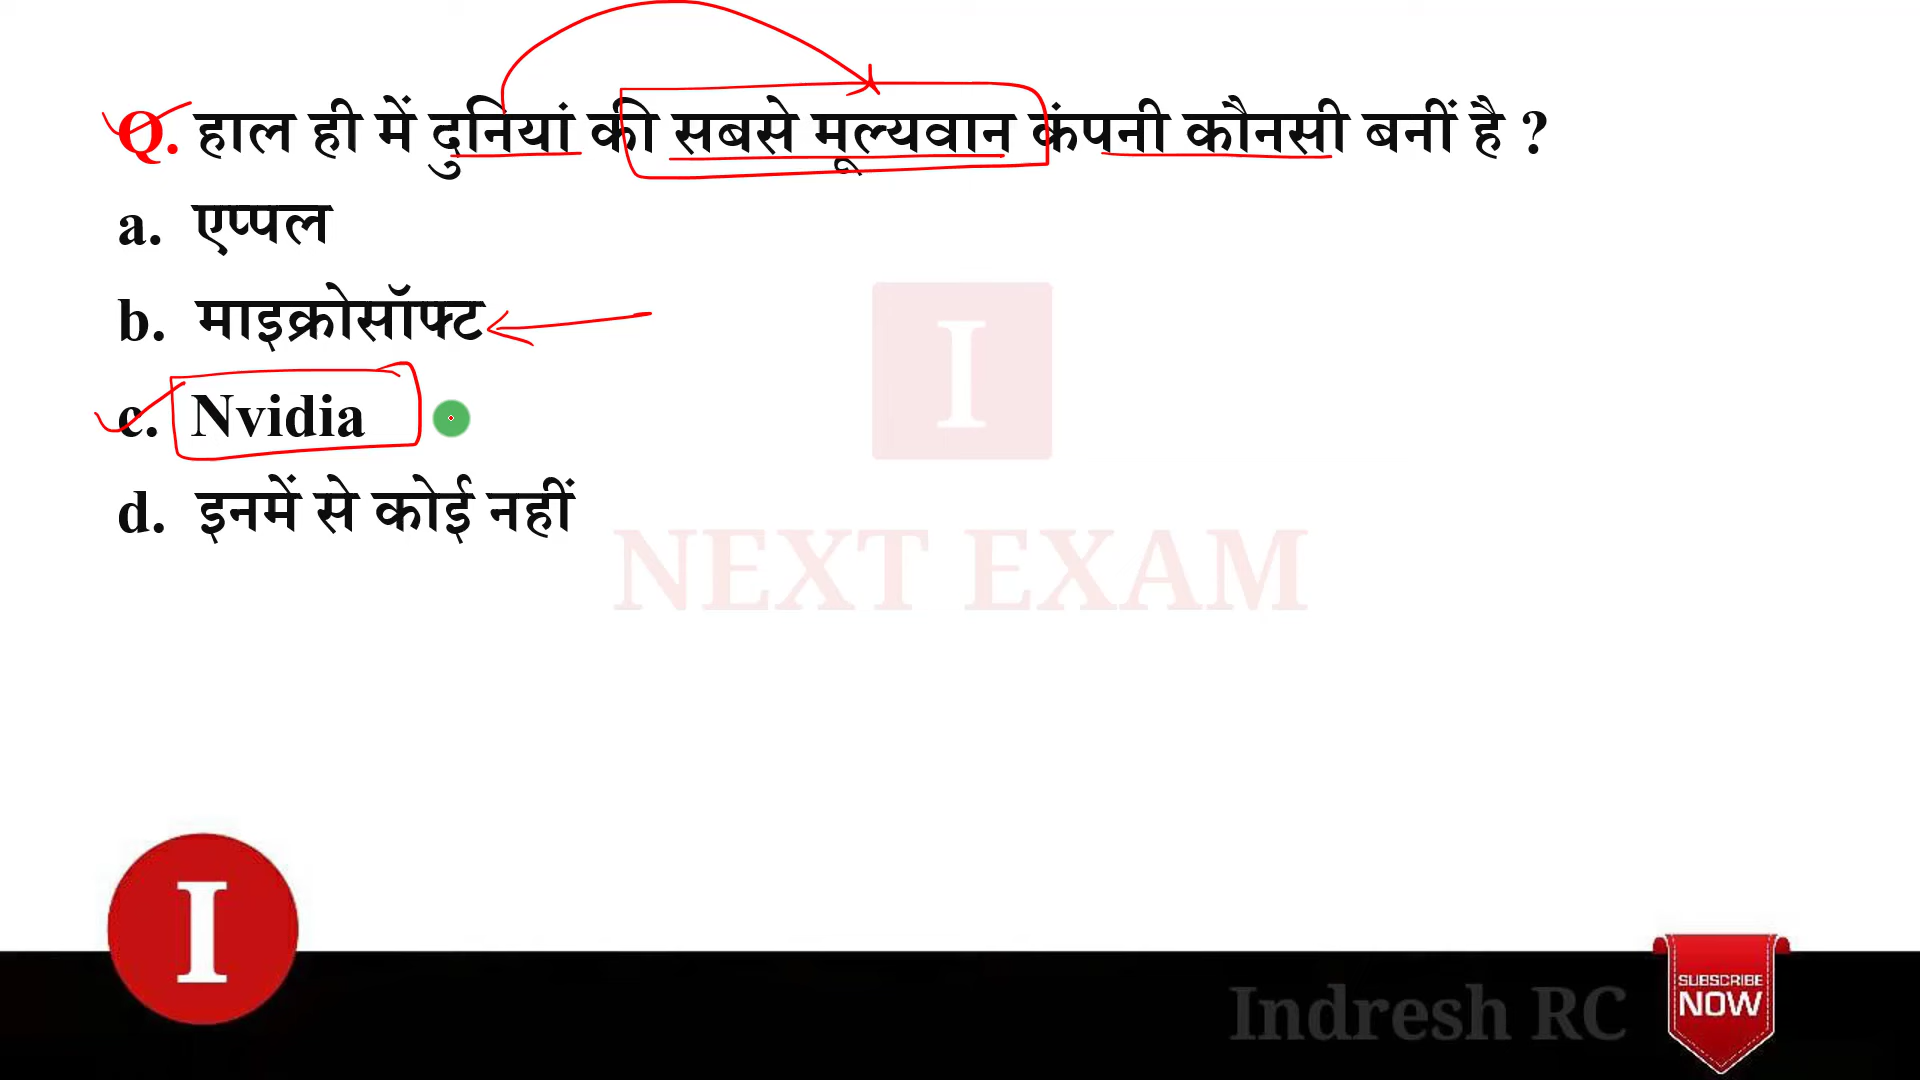 Q. हाल ही में दुनियां की सबसे मूल्यवान कंपनी कौनसी बनीं है ?
a. एप्पल
b. माइक्रोसॉफ्ट
c. Nvidia
d. इनमें से कोई नहीं
I
NEXT EXAM
I
Indresh RC
SUBSCRIBE
NOW